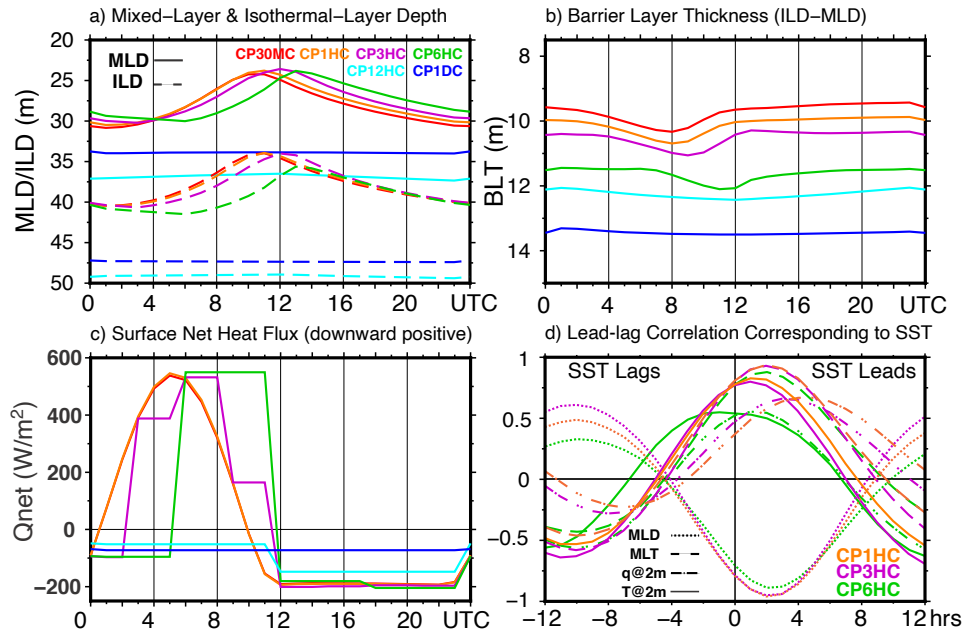 a) Mixed−Layer & Isothermal−Layer Depth
20
25
30
35
40
45
50
MLD/ILD (m)
MLD
ILD
CP30MC CP1HC CP3HC CP6HC
CP12HC CP1DC
0 4 8 12 16 20 UTC
b) Barrier Layer Thickness (ILD−MLD)
8
10
12
14
BLT (m)
0 4 8 12 16 20 UTC
c) Surface Net Heat Flux (downward positive)
600
400
200
0
−200
Qnet (W/m²)
0 4 8 12 16 20 UTC
d) Lead−lag Correlation Corresponding to SST
SST Lags SST Leads
1
0.5
0
−0.5
−1
MLD
MLT
q@2m
T@2m
CP1HC
CP3HC
CP6HC
−12 −8 −4 0 4 8 12 hrs